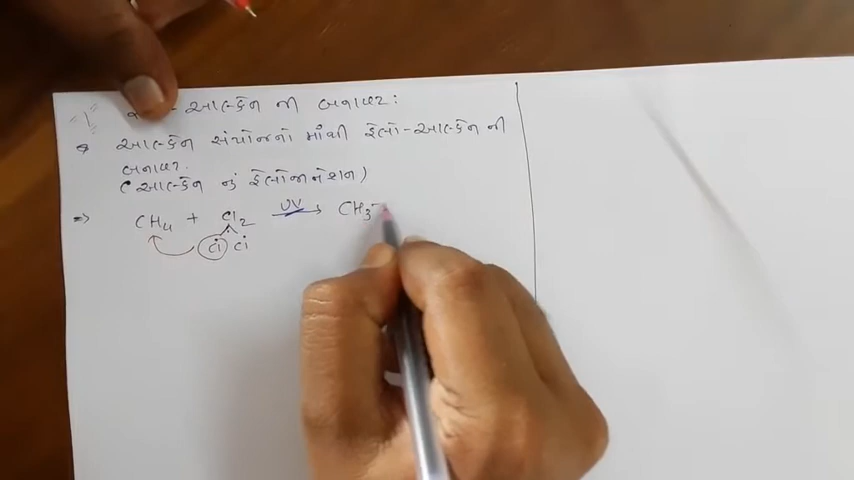 આલ્કેન ની બનાવટ:
આલ્કેન સંયોજનો માંથી હેલો-આલ્કેન ની
બનાવટ.
(આલ્કેન નું હેલોજીનેશન)
=> CH4 + Cl2 UV → CH3-
Cl Cl